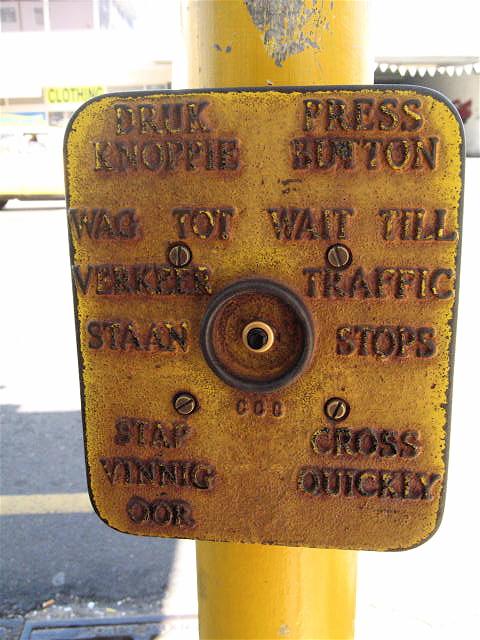 CLOTHING
DRUK
KNOPPIE
WAG TOT
VERKEER
STAAN
STAP
VINNIG
OOR
PRESS
BUTTON
WAIT TILL
TRAFFIC
STOPS
CROSS
QUICKLY